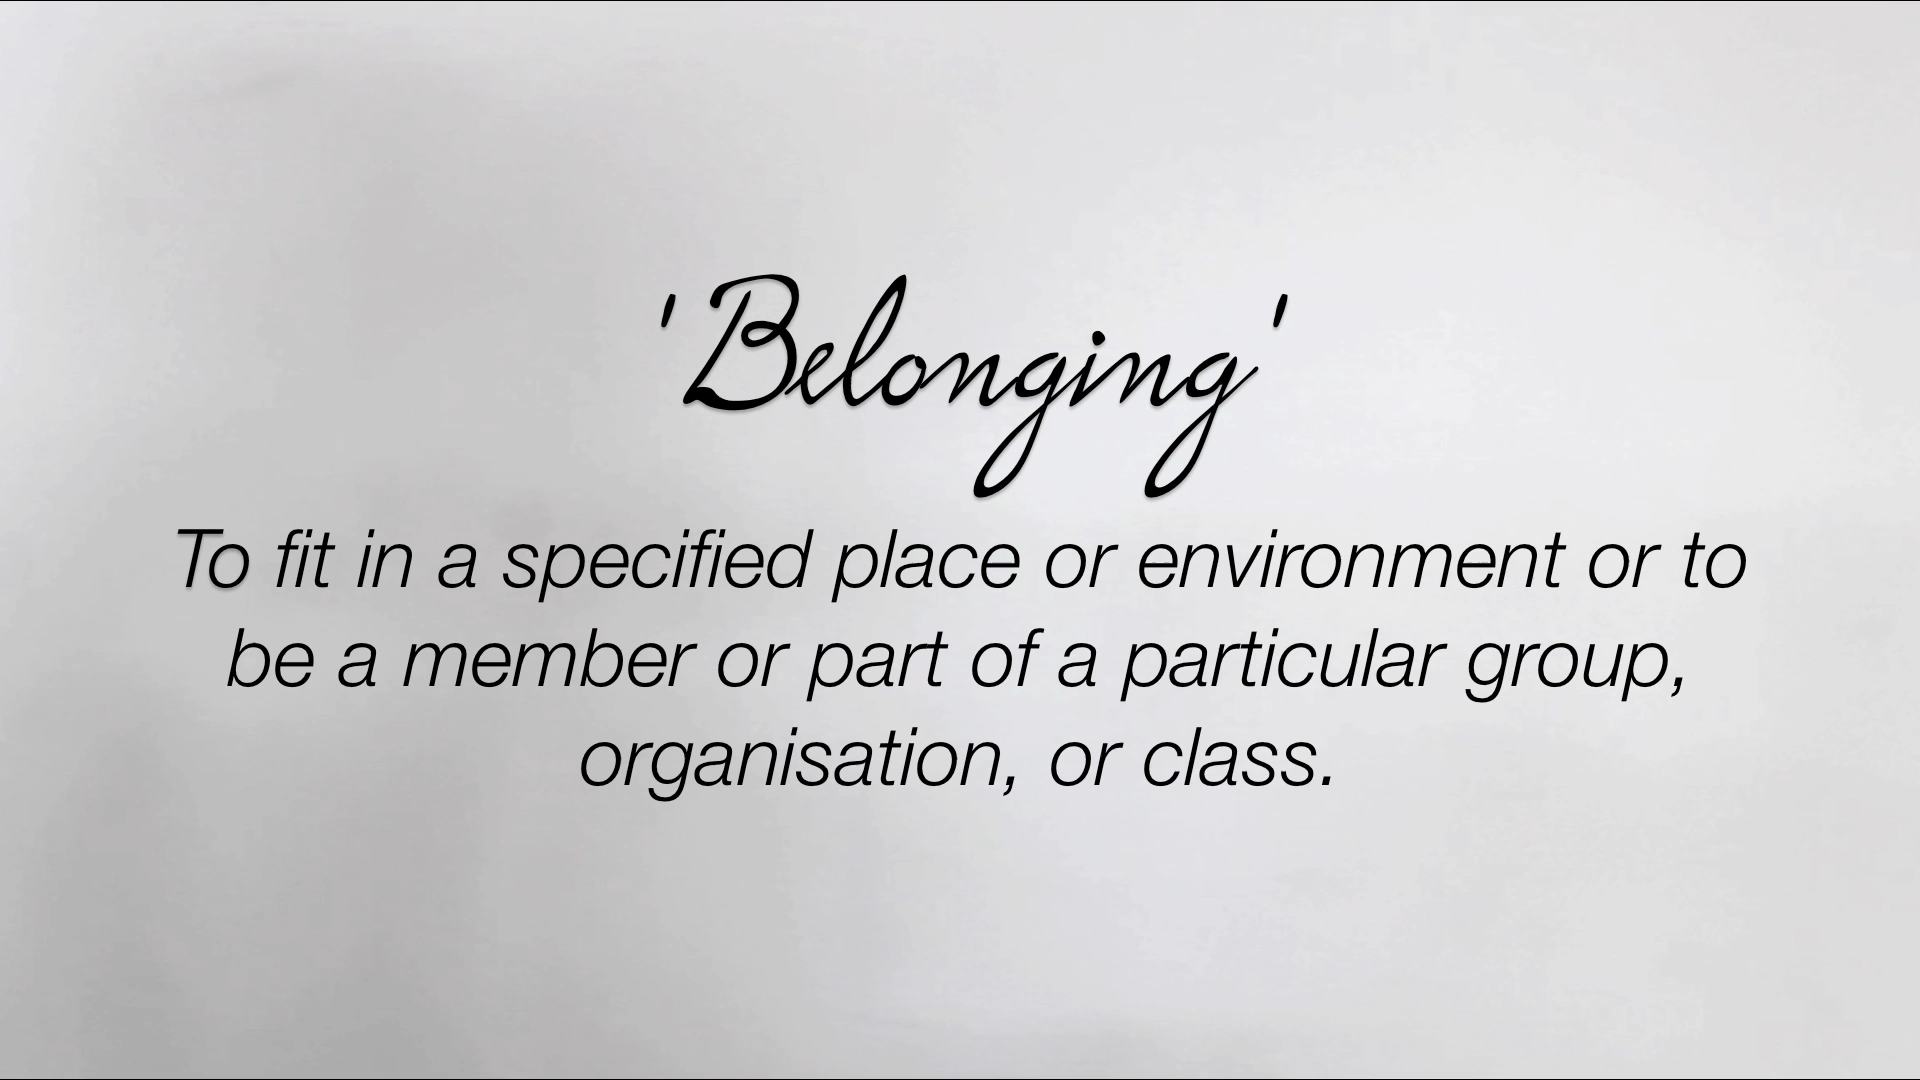 'Belonging'
To fit in a specified place or environment or to
be a member or part of a particular group,
organisation, or class.